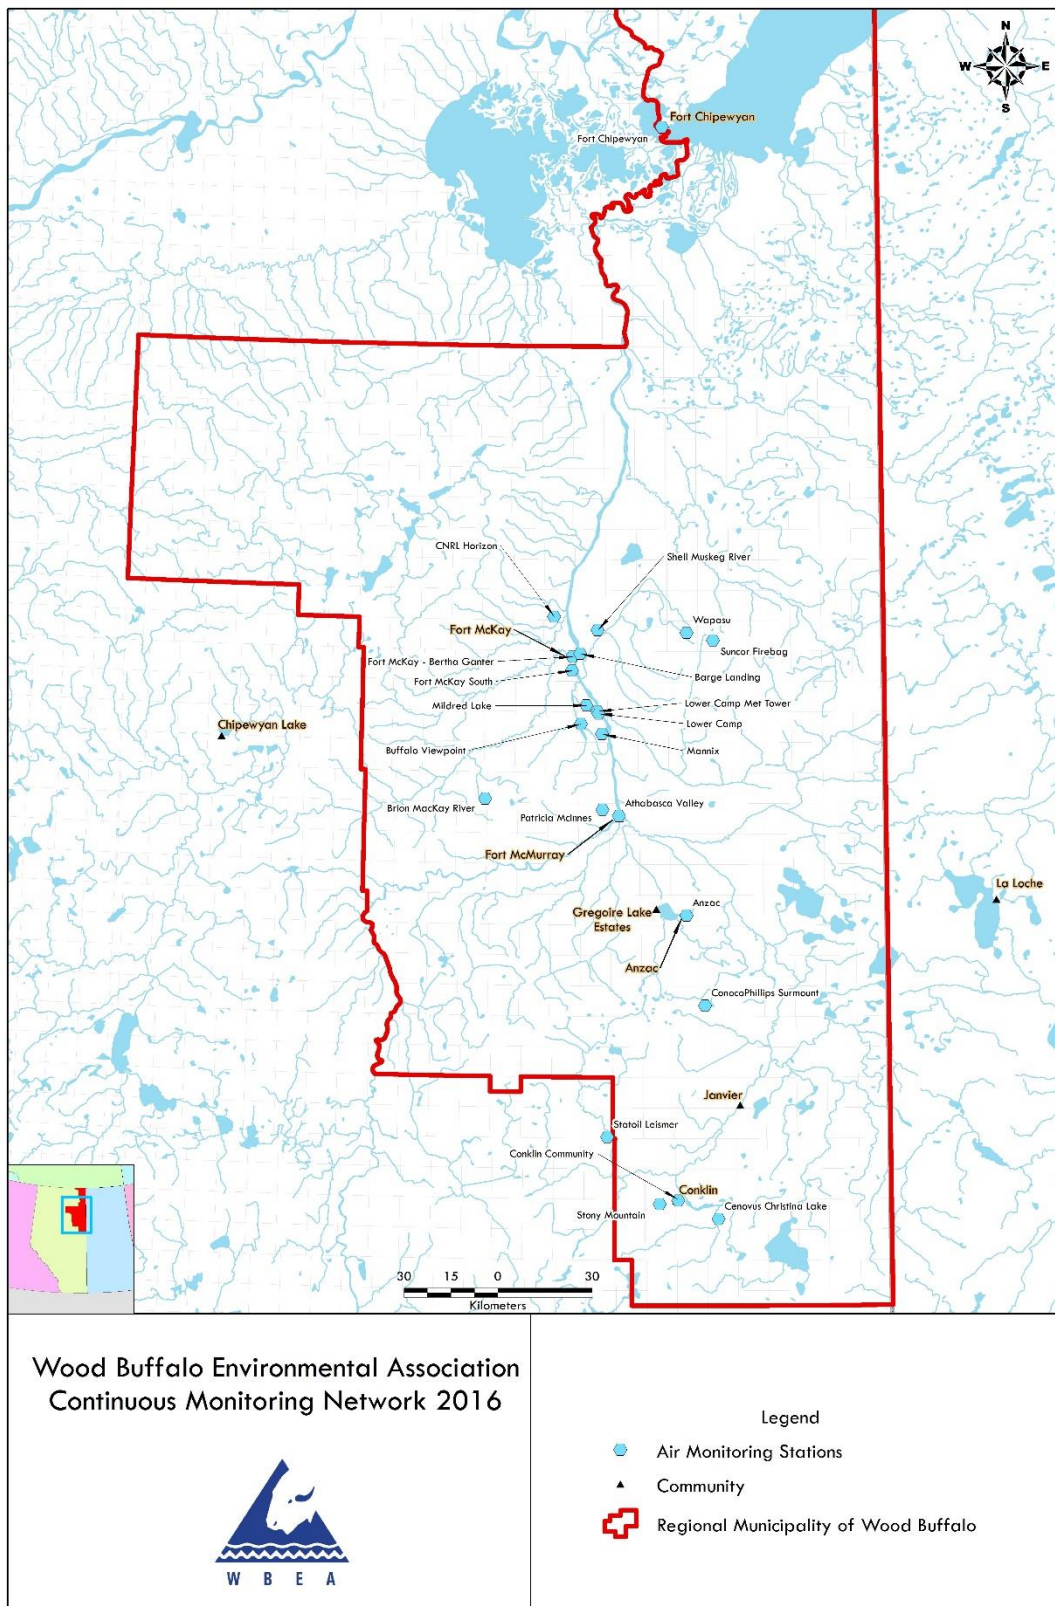 N
W E
S
Fort Chipewyan
Fort Chipewyan
CNRL Horizon
Shell Muskeg River
Fort McKay
Wapasu
Suncor Firebag
Fort McKay - Bertha Ganter
Fort McKay South
Barge Landing
Mildred Lake
Lower Camp Met Tower
Lower Camp
Chipewyan Lake
Buffalo Viewpoint
Mannix
Brion MacKay River
Athabasca Valley
Patricia McInnes
Fort McMurray
La Loche
Gregoire Lake
Estates
Anzac
Anzac
ConocoPhillips Surmount
Janvier
Statoil Leismer
Conklin Community
Conklin
Stony Mountain
Cenovus Christina Lake
30 15 0 30
Kilometers
Wood Buffalo Environmental Association
Continuous Monitoring Network 2016
W B E A
Legend
Air Monitoring Stations
Community
Regional Municipality of Wood Buffalo